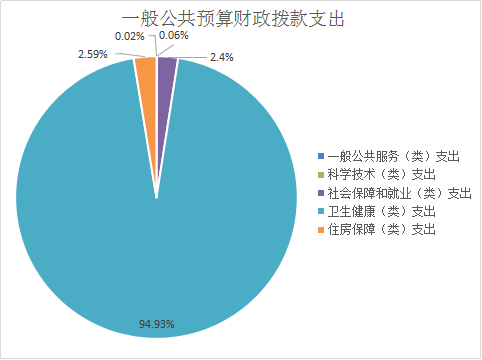 一般公共预算财政拨款支出
0.02%
0.06%
2.59%
2.4%
一般公共服务（类）支出
科学技术（类）支出
社会保障和就业（类）支出
卫生健康（类）支出
住房保障（类）支出
94.93%